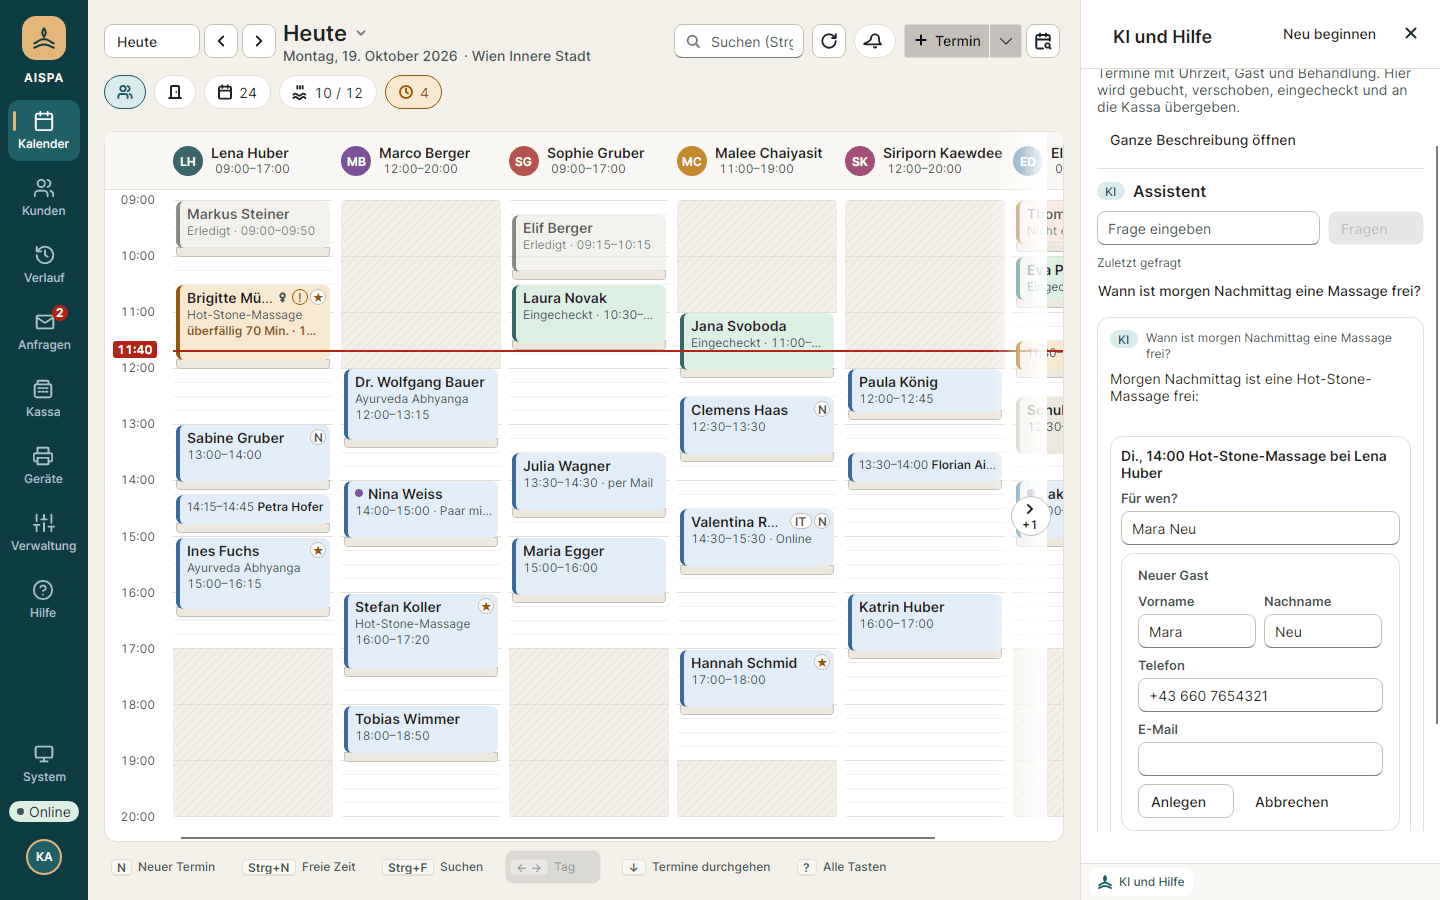 AISPA
Kalender
Kunden
Verlauf
2
Anfragen
Kassa
Geräte
Verwaltung
Hilfe
System
Online
KA
Heute
Heute
Montag, 19. Oktober 2026 · Wien Innere Stadt
Suchen (Strg
Termin
24
10 / 12
4
LH
Lena Huber
09:00–17:00
MB
Marco Berger
12:00–20:00
SG
Sophie Gruber
09:00–17:00
MC
Malee Chaiyasit
11:00–19:00
SK
Siriporn Kaewdee
12:00–20:00
ED
09:00
10:00
11:00
11:40
12:00
13:00
14:00
15:00
16:00
17:00
18:00
19:00
20:00
Markus Steiner
Erledigt · 09:00–09:50
Brigitte Mü...
Hot-Stone-Massage
überfällig 70 Min. · 1...
Sabine Gruber
N
13:00–14:00
14:15–14:45 Petra Hofer
Ines Fuchs
Ayurveda Abhyanga
15:00–16:15
Dr. Wolfgang Bauer
Ayurveda Abhyanga
12:00–13:15
Nina Weiss
14:00–15:00 · Paar mi...
Stefan Koller
Hot-Stone-Massage
16:00–17:20
Tobias Wimmer
18:00–18:50
Elif Berger
Erledigt · 09:15–10:15
Laura Novak
Eingecheckt · 10:30–...
Julia Wagner
13:30–14:30 · per Mail
Maria Egger
15:00–16:00
Jana Svoboda
Eingecheckt · 11:00–...
Clemens Haas
N
12:30–13:30
Valentina R...
IT
N
14:30–15:30 · Online
Hannah Schmid
17:00–18:00
Paula König
12:00–12:45
13:30–14:00 Florian Ai...
Katrin Huber
16:00–17:00
+1
N
Neuer Termin
Strg+N
Freie Zeit
Strg+F
Suchen
← →
Tag
↓
Termine durchgehen
?
Alle Tasten
KI und Hilfe
Neu beginnen
Termine mit Uhrzeit, Gast und Behandlung. Hier
wird gebucht, verschoben, eingecheckt und an
die Kassa übergeben.
Ganze Beschreibung öffnen
KI
Assistent
Frage eingeben
Fragen
Zuletzt gefragt
Wann ist morgen Nachmittag eine Massage frei?
KI
Wann ist morgen Nachmittag eine Massage
frei?
Morgen Nachmittag ist eine Hot-Stone-
Massage frei:
Di., 14:00 Hot-Stone-Massage bei Lena
Huber
Für wen?
Mara Neu
Neuer Gast
Vorname
Nachname
Mara
Neu
Telefon
+43 660 7654321
E-Mail
Anlegen
Abbrechen
KI und Hilfe